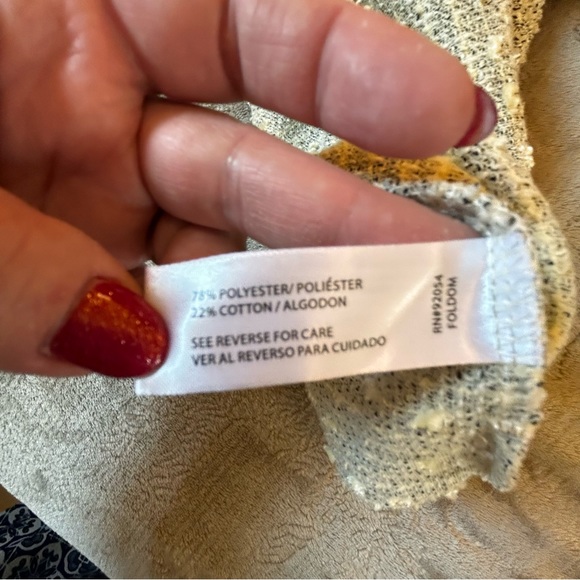 78% POLYESTER/ POLIÉSTER
22% COTTON / ALGODON
SEE REVERSE FOR CARE
VER AL REVERSO PARA CUIDADO
RN#92054
FOLDOM